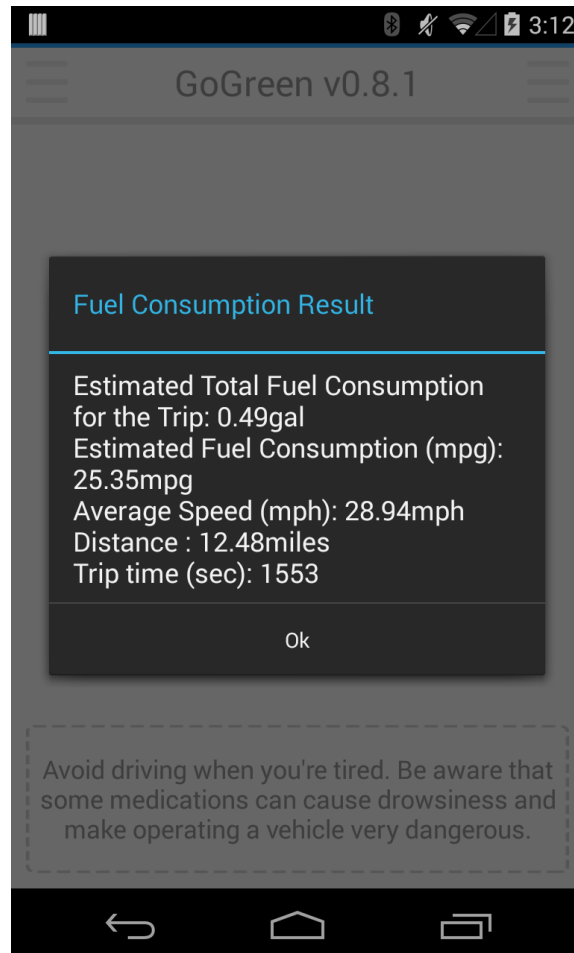 3:12
GoGreen v0.8.1
Fuel Consumption Result
Estimated Total Fuel Consumption
for the Trip: 0.49gal
Estimated Fuel Consumption (mpg):
25.35mpg
Average Speed (mph): 28.94mph
Distance : 12.48miles
Trip time (sec): 1553
Ok
Avoid driving when you're tired. Be aware that
some medications can cause drowsiness and
make operating a vehicle very dangerous.